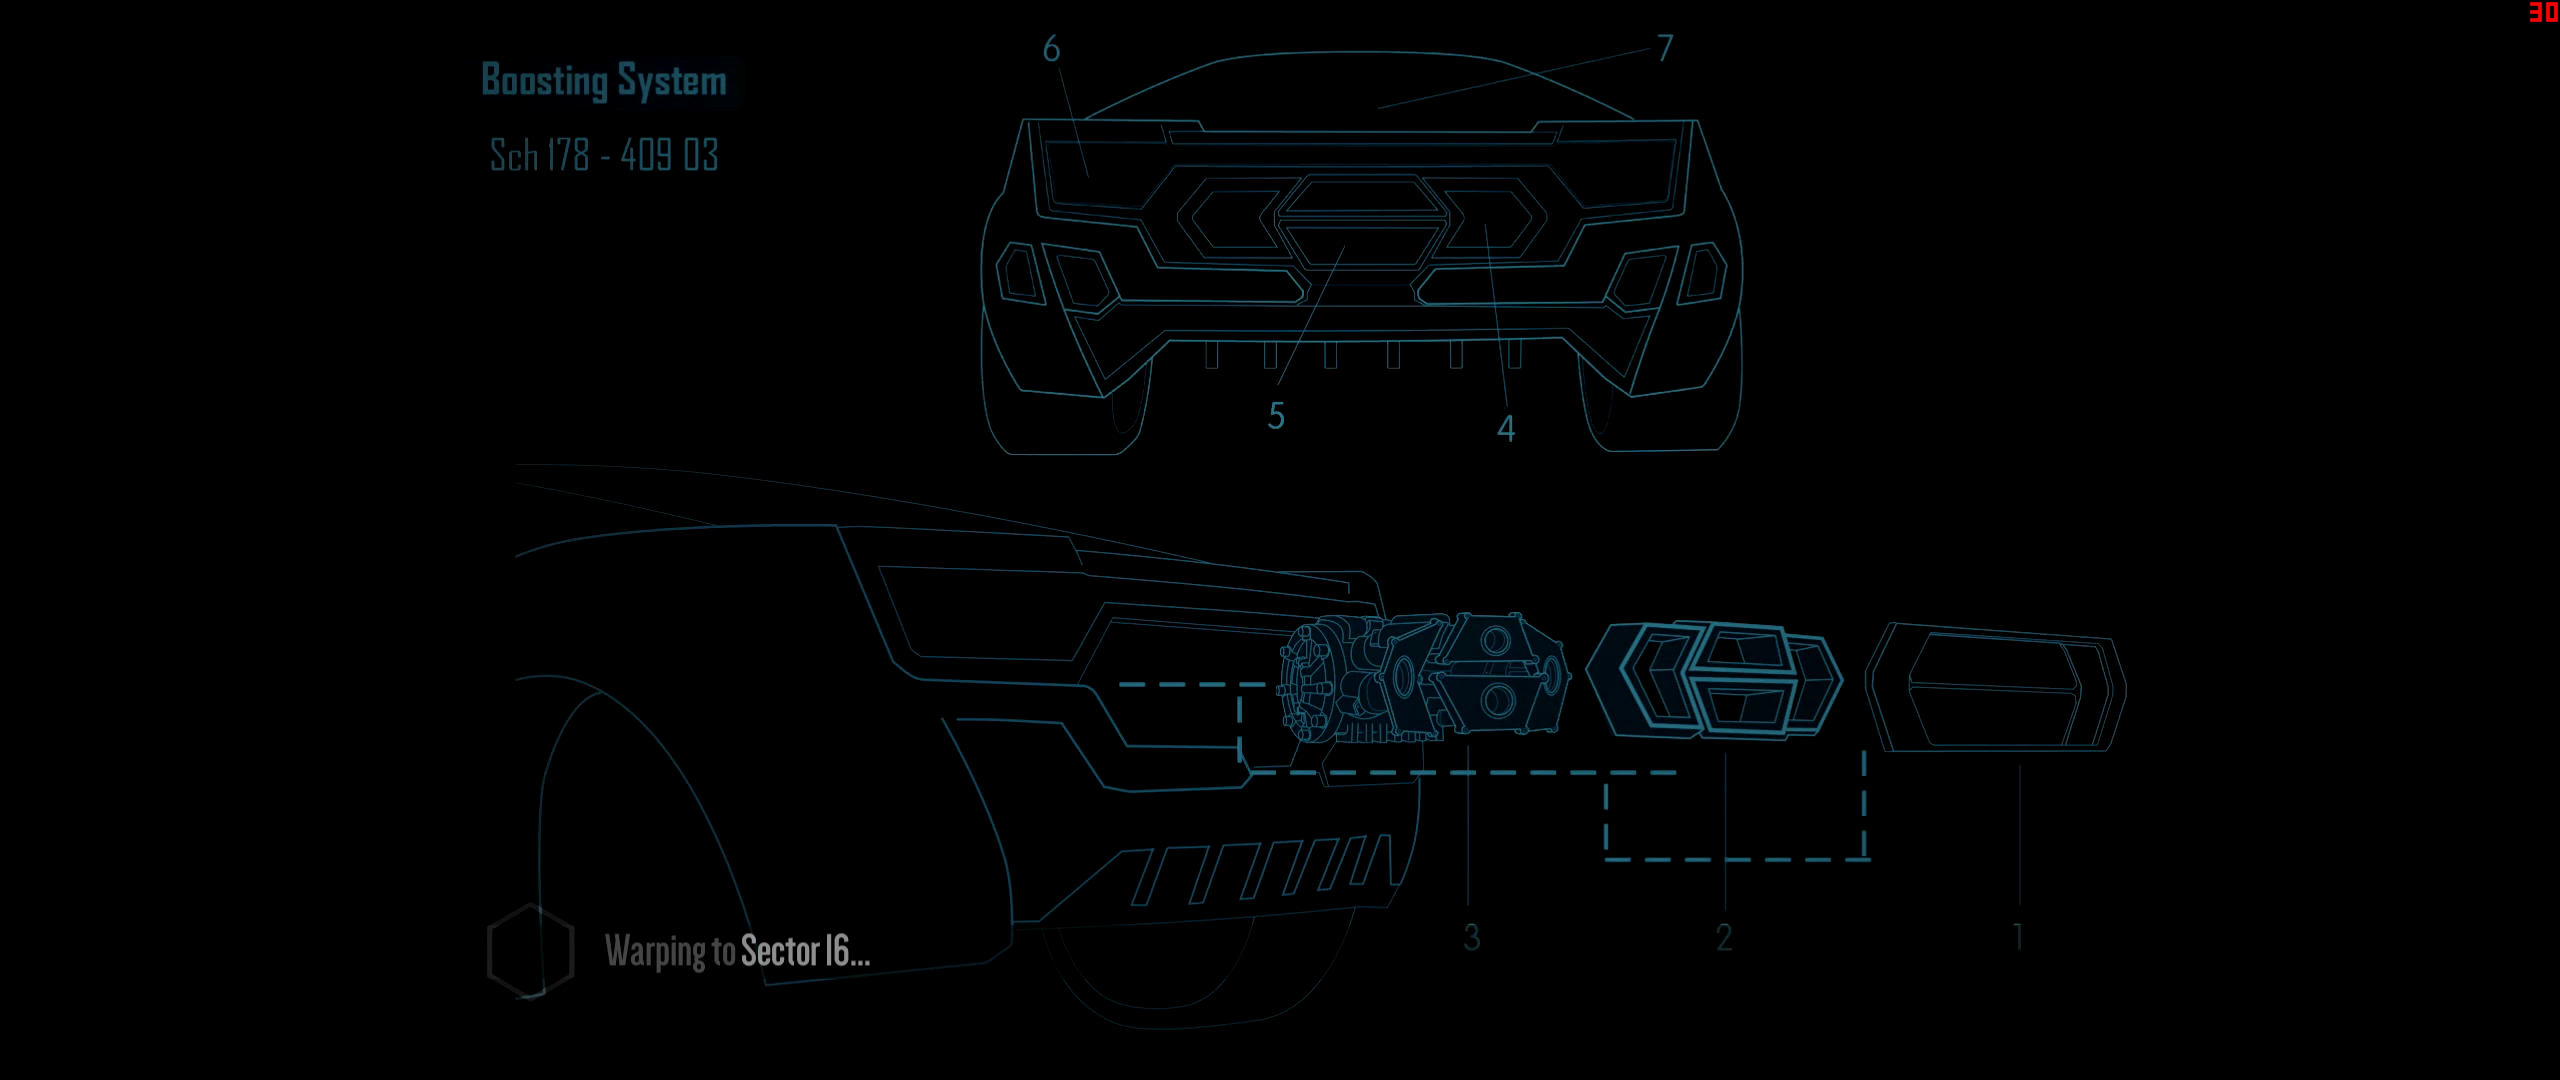 30
6
7
Boosting System
Sch 178 - 409 03
5
4
3
2
1
Warping to Sector 16...